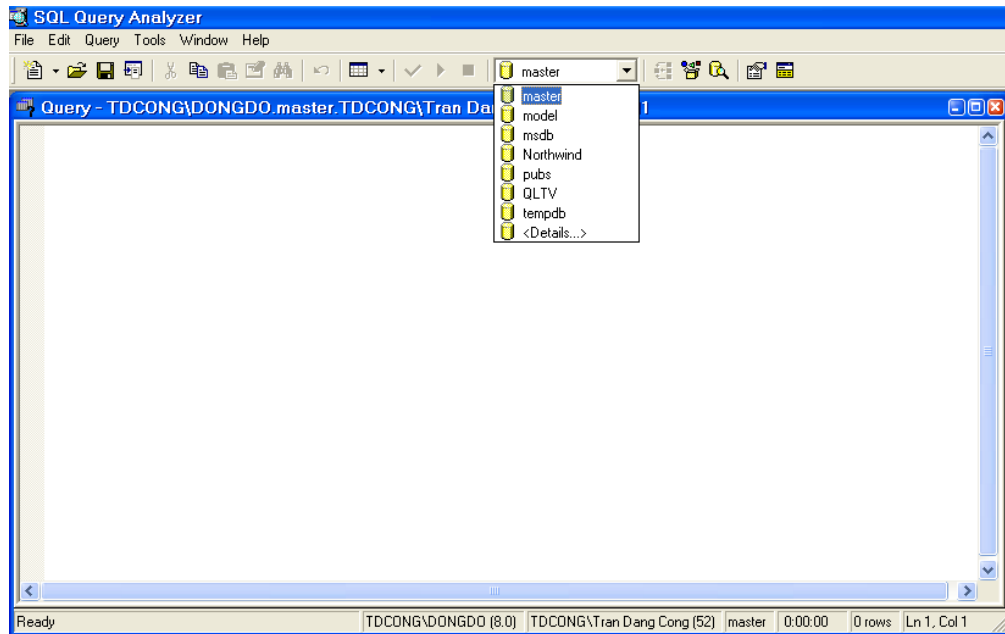 SQL Query Analyzer
File Edit Query Tools Window Help
master
Query - TDCONG\DONGDO.master.TDCONG\Tran Da 1
master
model
msdb
Northwind
pubs
QLTV
tempdb
<Details...>
Ready TDCONG\DONGDO (8.0) TDCONG\Tran Dang Cong (52) master 0:00:00 0 rows Ln 1, Col 1